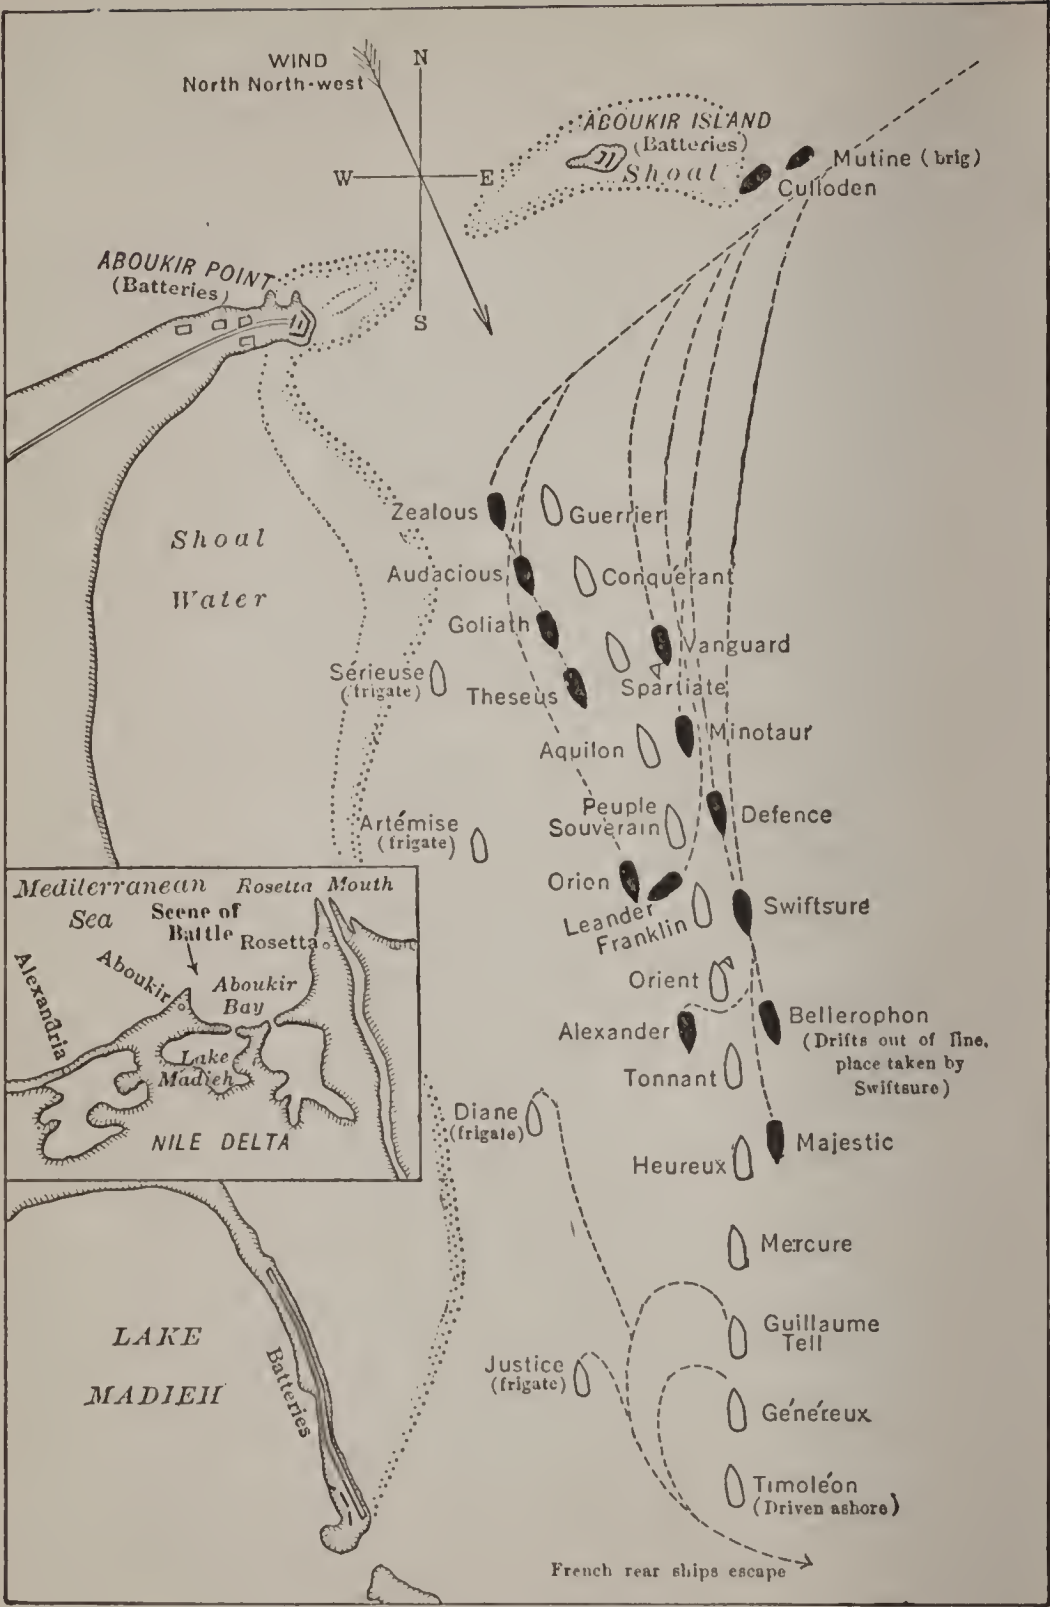 WIND
North North-west
N
W
E
S
ABOUKIR ISLAND
(Batteries)
Shoal
Mutine (brig)
Culloden
ABOUKIR POINT
(Batteries)
Shoal
Water
Zealous
Guerrier
Audacious
Conquérant
Goliath
Vanguard
Sérieuse
(frigate)
Theseus
Spartiate
Aquilon
Minotaur
Peuple
Souverain
Defence
Artémise
(frigate)
Orion
Leander
Franklin
Swiftsure
Orient
Alexander
Bellerophon
(Drifts out of line,
place taken by
Swiftsure)
Tonnant
Diane
(frigate)
Heureux
Majestic
Mercure
Guillaume
Tell
Justice
(frigate)
Généreux
Timoléon
(Driven ashore)
French rear ships escape
Mediterranean
Sea
Rosetta Mouth
Scene of
Battle
Rosetta
Alexandria
Aboukir
Aboukir
Bay
Lake
Madieh
NILE DELTA
LAKE
MADIEH
Batteries